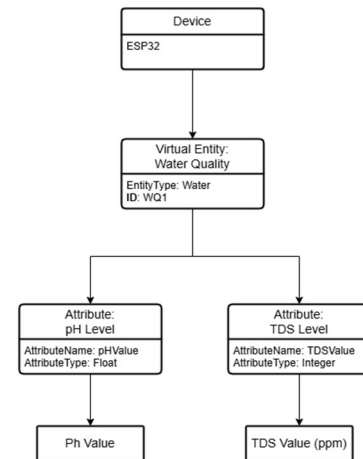 Device
ESP32
Virtual Entity:
Water Quality
EntityType: Water
ID: WQ1
Attribute:
pH Level
AttributeName: pHValue
AttributeType: Float
Attribute:
TDS Level
AttributeName: TDSValue
AttributeType: Integer
Ph Value
TDS Value (ppm)